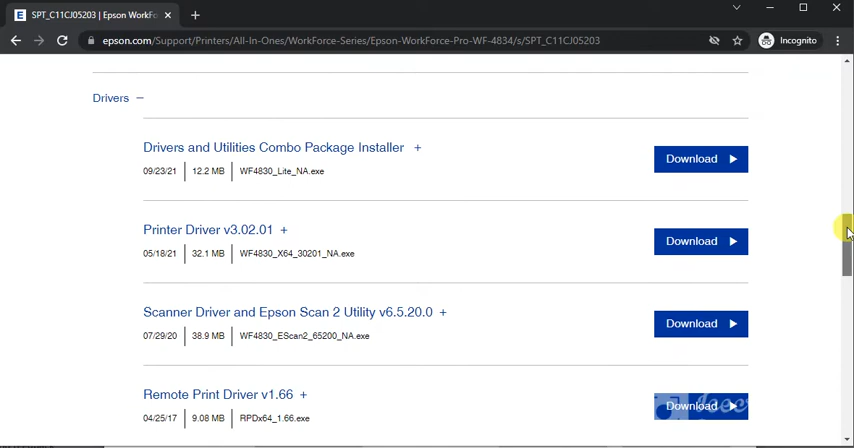 E SPT_C11CJ05203 | Epson WorkFo
epson.com/Support/Printers/All-In-Ones/WorkForce-Series/Epson-WorkForce-Pro-WF-4834/s/SPT_C11CJ05203
Incognito
Drivers −
Drivers and Utilities Combo Package Installer +
09/23/21 12.2 MB WF4830_Lite_NA.exe
Download
Printer Driver v3.02.01 +
05/18/21 32.1 MB WF4830_X64_30201_NA.exe
Download
Scanner Driver and Epson Scan 2 Utility v6.5.20.0 +
07/29/20 38.9 MB WF4830_EScan2_65200_NA.exe
Download
Remote Print Driver v1.66 +
04/25/17 9.08 MB RPDx64_1.66.exe
Download